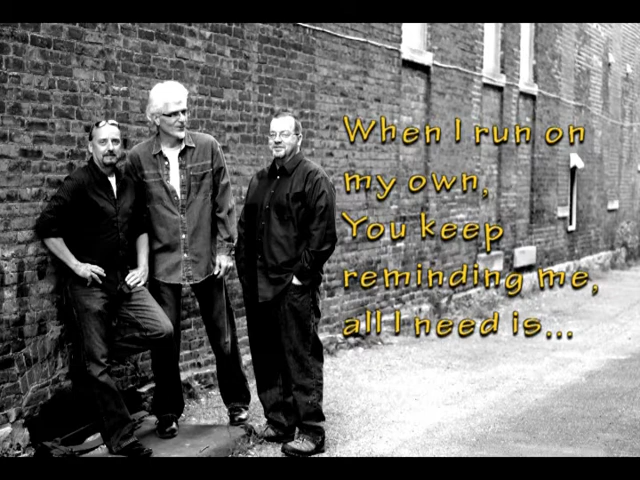 When I run on
my own,
You keep
reminding me,
all I need is...